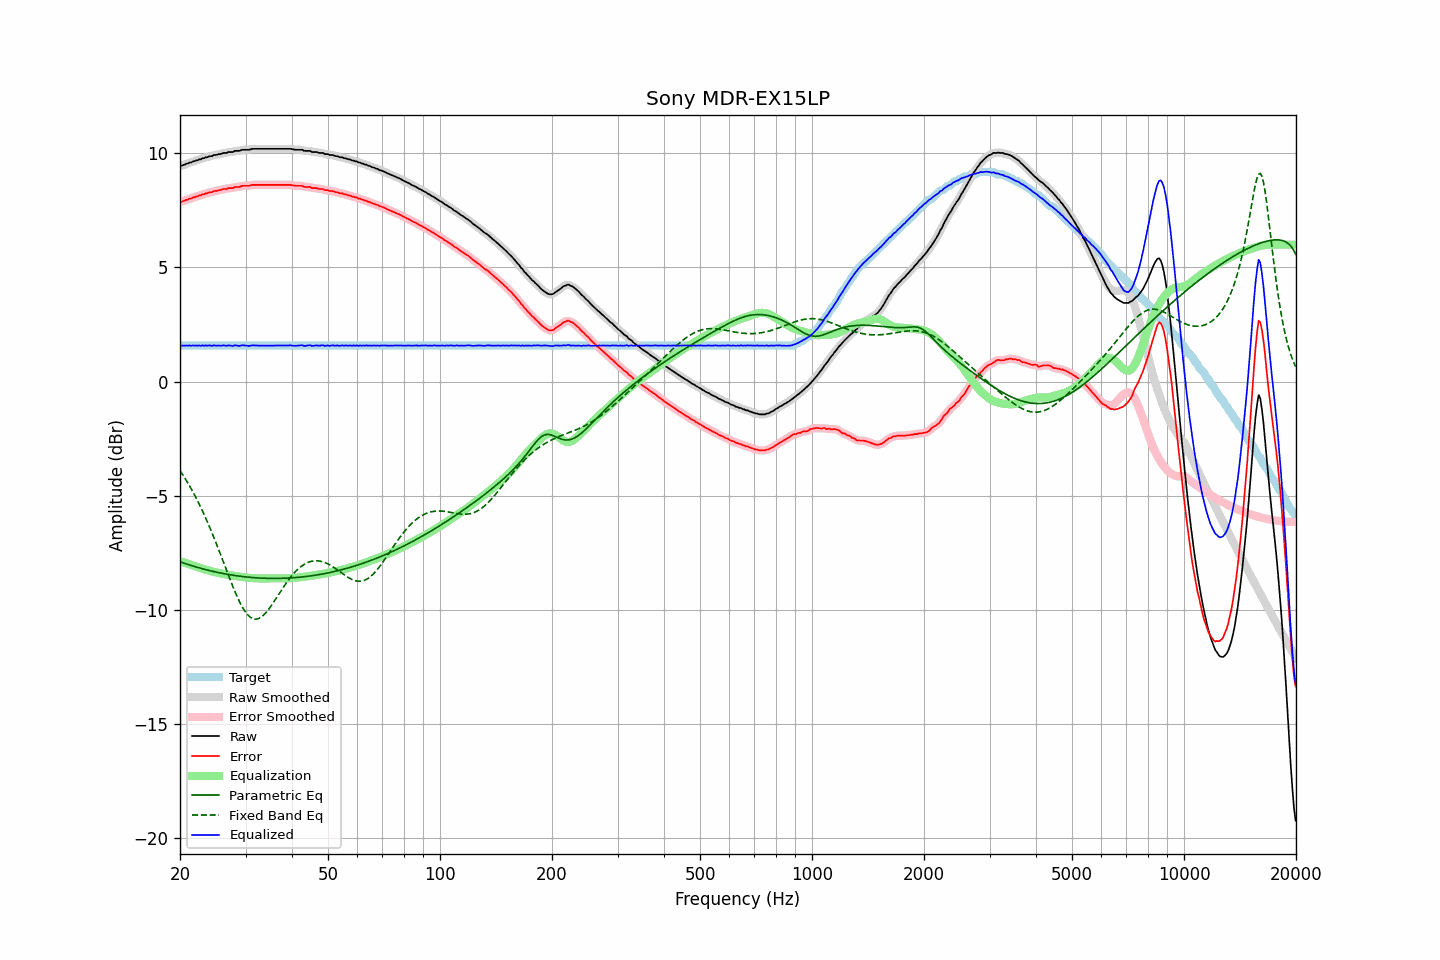 Sony MDR-EX15LP
Amplitude (dBr)
10
5
0
−5
−10
−15
−20
Target
Raw Smoothed
Error Smoothed
Raw
Error
Equalization
Parametric Eq
Fixed Band Eq
Equalized
20 50 100 200 500 1000 2000 5000 10000 20000
Frequency (Hz)